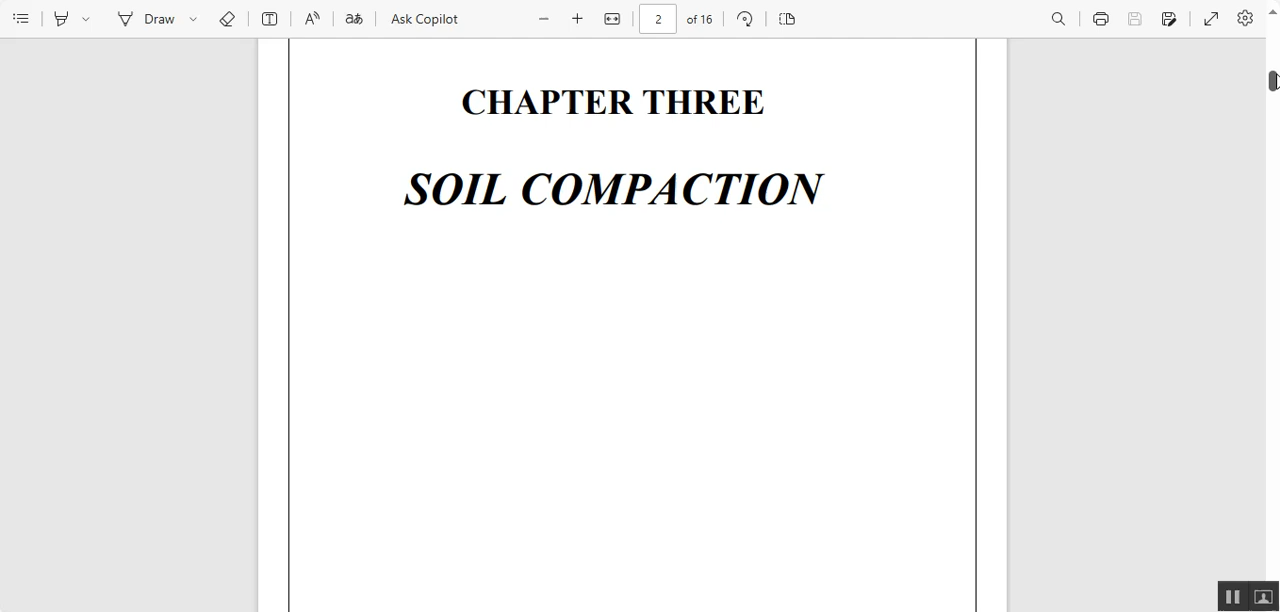 Draw
Ask Copilot
2 of 16
CHAPTER THREE
SOIL COMPACTION